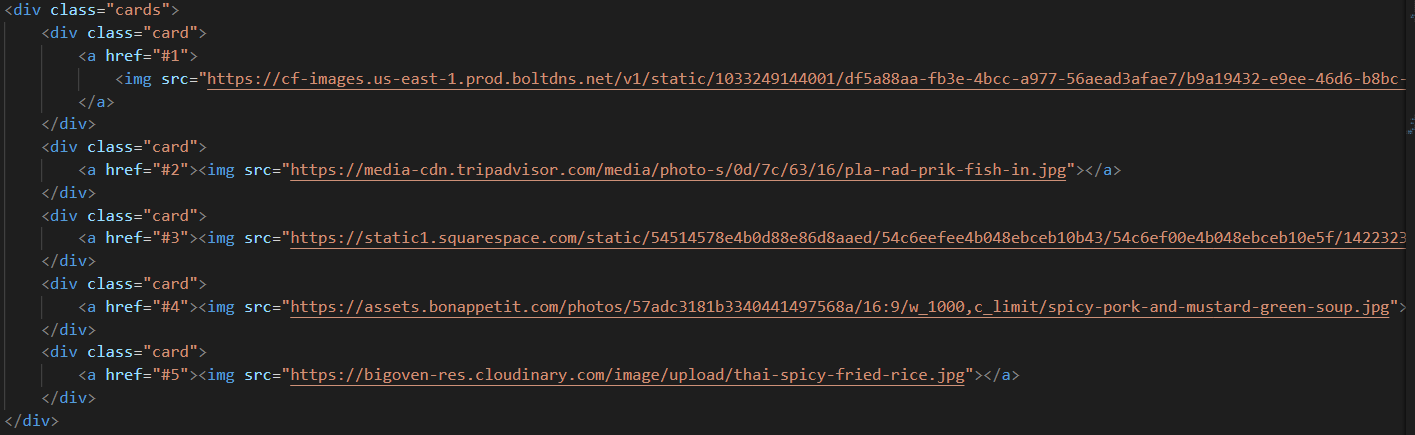 <div class="cards">
<div class="card">
<a href="#1">
<img src="https://cf-images.us-east-1.prod.boltdns.net/v1/static/1033249144001/df5a88aa-fb3e-4bcc-a977-56aead3afae7/b9a19432-e9ee-46d6-b8bc-
</a>
</div>
<div class="card">
<a href="#2"><img src="https://media-cdn.tripadvisor.com/media/photo-s/0d/7c/63/16/pla-rad-prik-fish-in.jpg"></a>
</div>
<div class="card">
<a href="#3"><img src="https://static1.squarespace.com/static/54514578e4b0d88e86d8aaed/54c6eefee4b048ebceb10b43/54c6ef00e4b048ebceb10e5f/1422323
</div>
<div class="card">
<a href="#4"><img src="https://assets.bonappetit.com/photos/57adc3181b3340441497568a/16:9/w_1000,c_limit/spicy-pork-and-mustard-green-soup.jpg">
</div>
<div class="card">
<a href="#5"><img src="https://bigoven-res.cloudinary.com/image/upload/thai-spicy-fried-rice.jpg"></a>
</div>
</div>